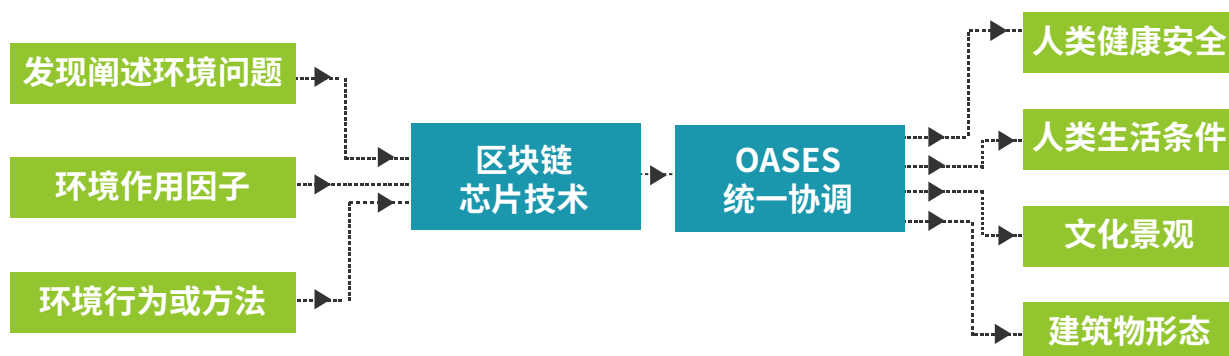 发现阐述环境问题
环境作用因子
环境行为或方法
区块链
芯片技术
OASES
统一协调
人类健康安全
人类生活条件
文化景观
建筑物形态